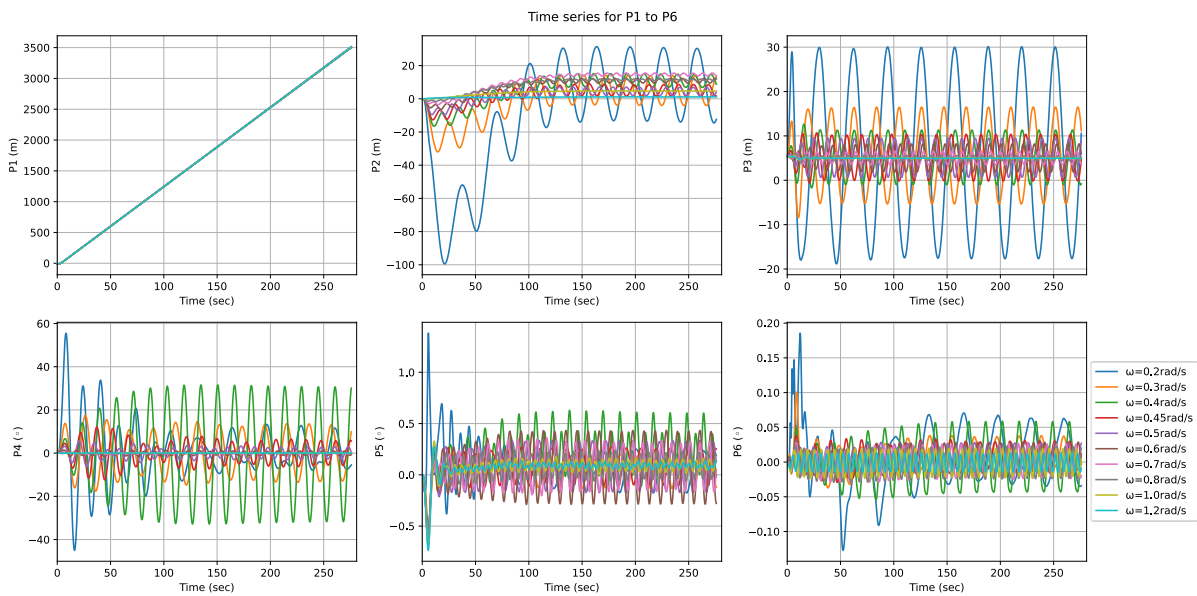 Time series for P1 to P6
P1 (m)
3500
3000
2500
2000
1500
1000
500
0
0 50 100 150 200 250
Time (sec)
P2 (m)
20
0
−20
−40
−60
−80
−100
0 50 100 150 200 250
Time (sec)
P3 (m)
30
20
10
0
−10
−20
0 50 100 150 200 250
Time (sec)
P4 (◦)
60
40
20
0
−20
−40
0 50 100 150 200 250
Time (sec)
P5 (◦)
1.0
0.5
0.0
−0.5
0 50 100 150 200 250
Time (sec)
P6 (◦)
0.20
0.15
0.10
0.05
0.00
−0.05
−0.10
0 50 100 150 200 250
Time (sec)
ω=0.2rad/s
ω=0.3rad/s
ω=0.4rad/s
ω=0.45rad/s
ω=0.5rad/s
ω=0.6rad/s
ω=0.7rad/s
ω=0.8rad/s
ω=1.0rad/s
ω=1.2rad/s